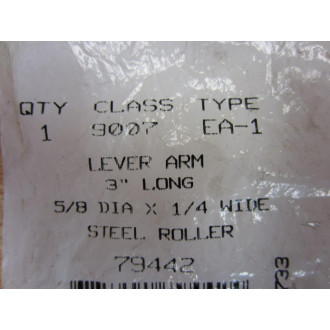 QTY CLASS TYPE
1 9007 EA-1
LEVER ARM
3" LONG
5/8 DIA X 1/4 WIDE
STEEL ROLLER
79442
733